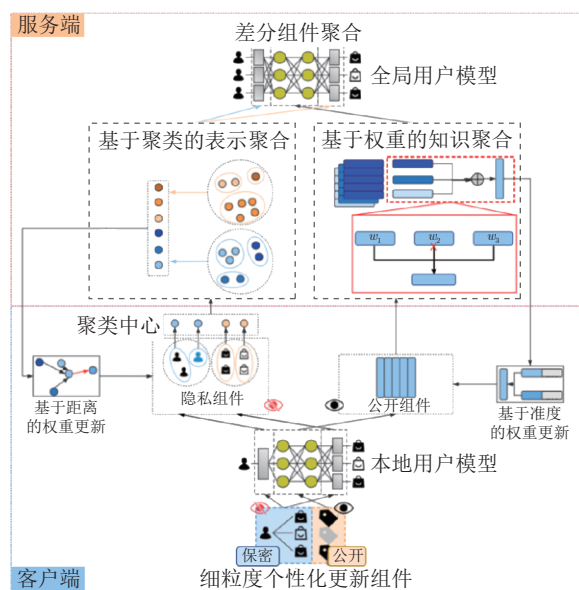 服务端
差分组件聚合
全局用户模型
基于聚类的表示聚合
基于权重的知识聚合
w₁
w₂
w₃
聚类中心
隐私组件
公开组件
基于距离
的权重更新
基于准度
的权重更新
本地用户模型
保密
公开
客户端
细粒度个性化更新组件